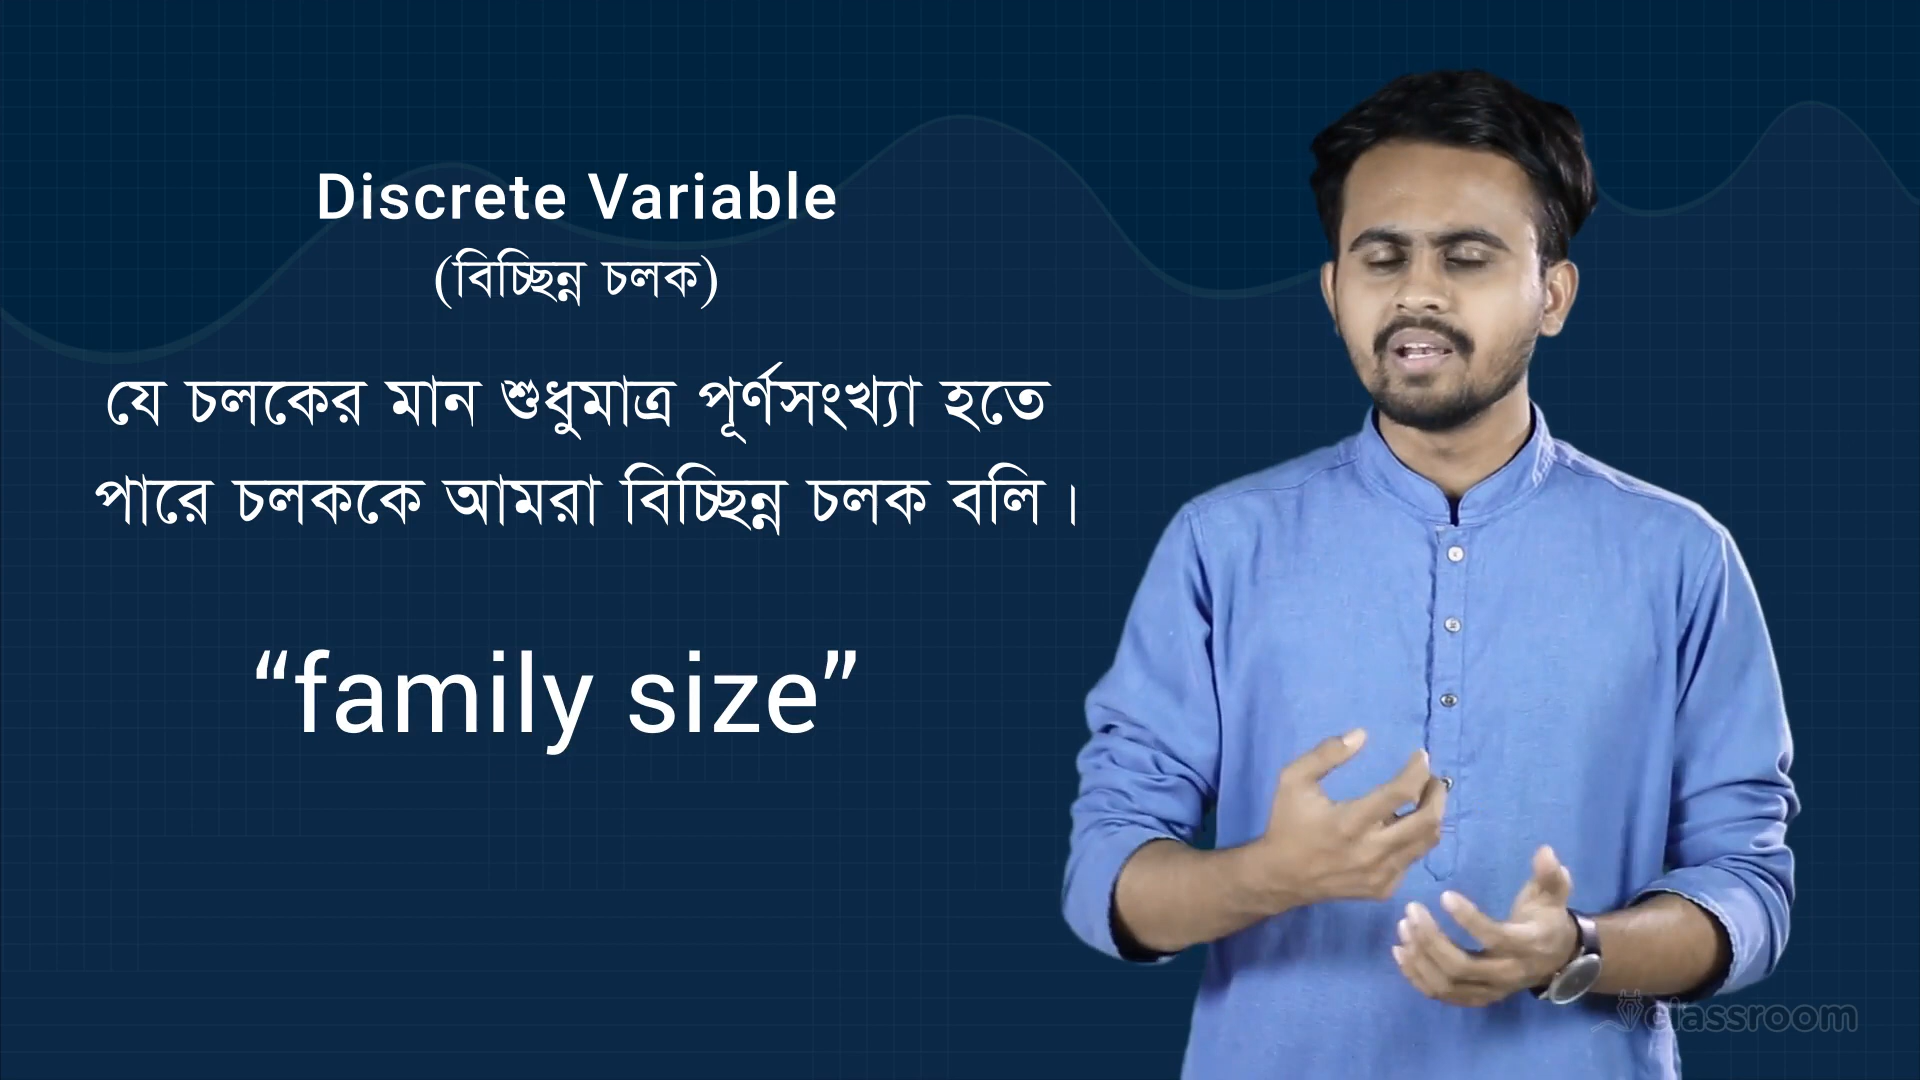 Discrete Variable
(বিচ্ছিন্ন চলক)
যে চলকের মান শুধুমাত্র পূর্ণসংখ্যা হতে
পারে চলককে আমরা বিচ্ছিন্ন চলক বলি।
“family size”
classroom